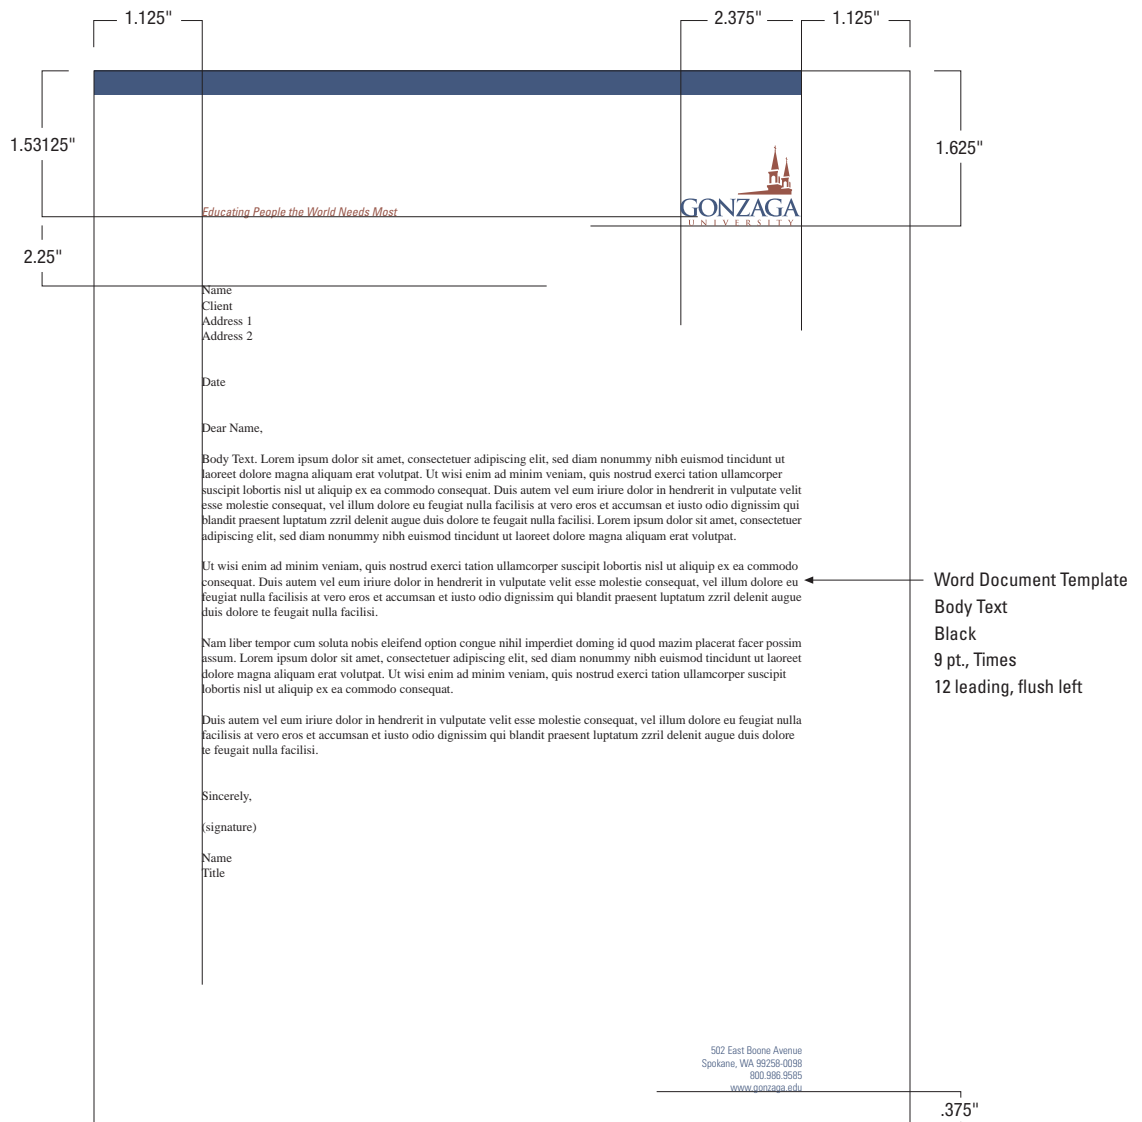 1.125"
2.375"
1.125"
1.53125"
1.625"
GONZAGA
UNIVERSITY
Educating People the World Needs Most
2.25"
Name
Client
Address 1
Address 2
Date
Dear Name,
Body Text. Lorem ipsum dolor sit amet, consectetuer adipiscing elit, sed diam nonummy nibh euismod tincidunt ut
laoreet dolore magna aliquam erat volutpat. Ut wisi enim ad minim veniam, quis nostrud exerci tation ullamcorper
suscipit lobortis nisl ut aliquip ex ea commodo consequat. Duis autem vel eum iriure dolor in hendrerit in vulputate velit
esse molestie consequat, vel illum dolore eu feugiat nulla facilisis at vero eros et accumsan et iusto odio dignissim qui
blandit praesent luptatum zzril delenit augue duis dolore te feugait nulla facilisi. Lorem ipsum dolor sit amet, consectetuer
adipiscing elit, sed diam nonummy nibh euismod tincidunt ut laoreet dolore magna aliquam erat volutpat.
Ut wisi enim ad minim veniam, quis nostrud exerci tation ullamcorper suscipit lobortis nisl ut aliquip ex ea commodo
consequat. Duis autem vel eum iriure dolor in hendrerit in vulputate velit esse molestie consequat, vel illum dolore eu
feugiat nulla facilisis at vero eros et accumsan et iusto odio dignissim qui blandit praesent luptatum zzril delenit augue
duis dolore te feugait nulla facilisi.
Nam liber tempor cum soluta nobis eleifend option congue nihil imperdiet doming id quod mazim placerat facer possim
assum. Lorem ipsum dolor sit amet, consectetuer adipiscing elit, sed diam nonummy nibh euismod tincidunt ut laoreet
dolore magna aliquam erat volutpat. Ut wisi enim ad minim veniam, quis nostrud exerci tation ullamcorper suscipit
lobortis nisl ut aliquip ex ea commodo consequat.
Duis autem vel eum iriure dolor in hendrerit in vulputate velit esse molestie consequat, vel illum dolore eu feugiat nulla
facilisis at vero eros et accumsan et iusto odio dignissim qui blandit praesent luptatum zzril delenit augue duis dolore
te feugait nulla facilisi.
Sincerely,
(signature)
Name
Title
Word Document Template
Body Text
Black
9 pt., Times
12 leading, flush left
502 East Boone Avenue
Spokane, WA 99258-0098
800.986.9585
www.gonzaga.edu
.375"